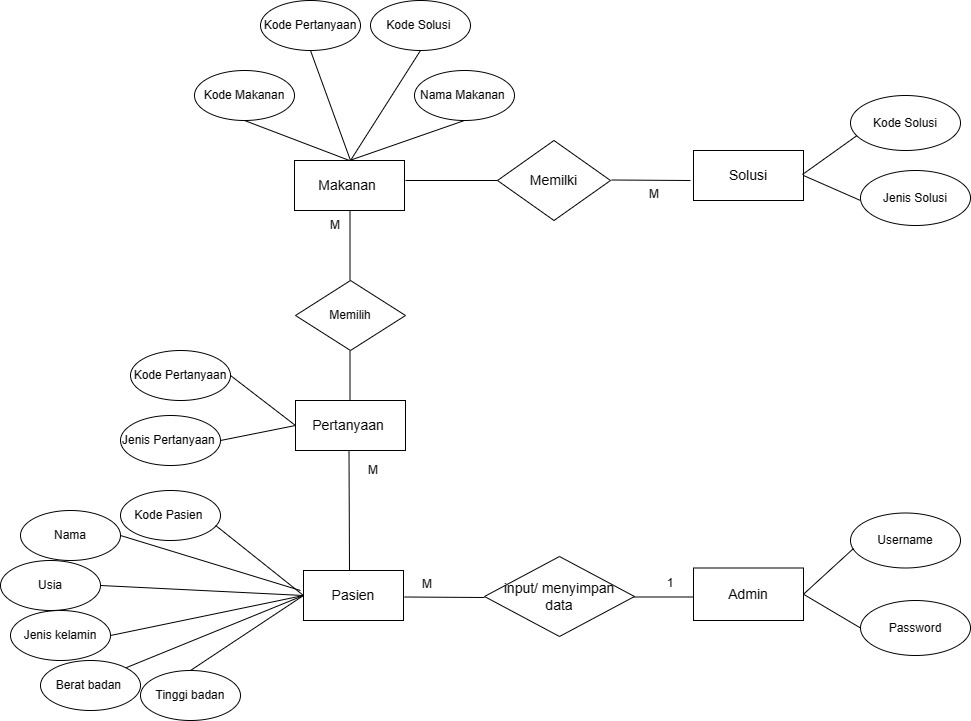 Kode Pertanyaan
Kode Solusi
Kode Makanan
Nama Makanan
Kode Solusi
Makanan
Memilki
Solusi
M
Jenis Solusi
M
Memilih
Kode Pertanyaan
Pertanyaan
Jenis Pertanyaan
M
Kode Pasien
Nama
Username
Usia
Pasien
M
input/ menyimpan
data
1
Admin
Jenis kelamin
Password
Berat badan
Tinggi badan